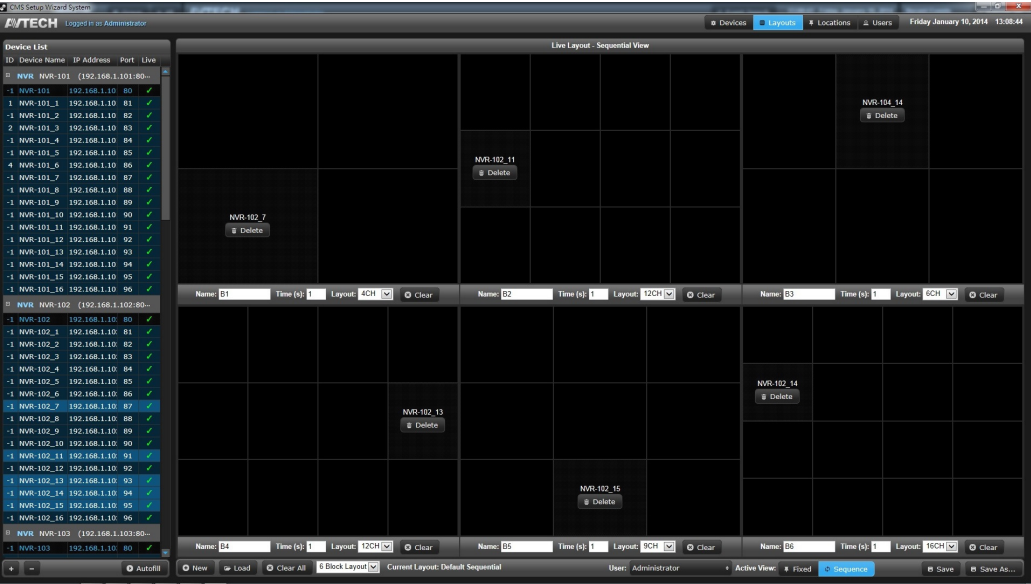 CMS Setup Wizard System
AVTECH Logged in as Administrator
Devices Layouts Locations Users Friday January 10, 2014 13:08:44
Device List
ID Device Name IP Address Port Live
NVR NVR-101 (192.168.1.101:80...
-1 NVR-101 192.168.1.10 80 ✓
1 NVR-101_1 192.168.1.10 81 ✓
-1 NVR-101_2 192.168.1.10 82 ✓
2 NVR-101_3 192.168.1.10 83 ✓
-1 NVR-101_4 192.168.1.10 84 ✓
-1 NVR-101_5 192.168.1.10 85 ✓
4 NVR-101_6 192.168.1.10 86 ✓
-1 NVR-101_7 192.168.1.10 87 ✓
-1 NVR-101_8 192.168.1.10 88 ✓
-1 NVR-101_9 192.168.1.10 89 ✓
-1 NVR-101_10 192.168.1.10 90 ✓
-1 NVR-101_11 192.168.1.10 91 ✓
-1 NVR-101_12 192.168.1.10 92 ✓
-1 NVR-101_13 192.168.1.10 93 ✓
-1 NVR-101_14 192.168.1.10 94 ✓
-1 NVR-101_15 192.168.1.10 95 ✓
-1 NVR-101_16 192.168.1.10 96 ✓
NVR NVR-102 (192.168.1.102:80...
-1 NVR-102 192.168.1.10: 80 ✓
-1 NVR-102_1 192.168.1.10: 81 ✓
-1 NVR-102_2 192.168.1.10: 82 ✓
-1 NVR-102_3 192.168.1.10: 83 ✓
-1 NVR-102_4 192.168.1.10: 84 ✓
-1 NVR-102_5 192.168.1.10: 85 ✓
-1 NVR-102_6 192.168.1.10: 86 ✓
-1 NVR-102_7 192.168.1.10: 87 ✓
-1 NVR-102_8 192.168.1.10: 88 ✓
-1 NVR-102_9 192.168.1.10: 89 ✓
-1 NVR-102_10 192.168.1.10: 90 ✓
-1 NVR-102_11 192.168.1.10: 91 ✓
-1 NVR-102_12 192.168.1.10: 92 ✓
-1 NVR-102_13 192.168.1.10: 93 ✓
-1 NVR-102_14 192.168.1.10: 94 ✓
-1 NVR-102_15 192.168.1.10: 95 ✓
-1 NVR-102_16 192.168.1.10: 96 ✓
NVR NVR-103 (192.168.1.103:80...
-1 NVR-103 192.168.1.10: 80 ✓
+ - Autofill
Live Layout - Sequential View
NVR-102_7
Delete
NVR-102_11
Delete
NVR-104_14
Delete
Name: B1 Time (s): 1 Layout: 4CH Clear
Name: B2 Time (s): 1 Layout: 12CH Clear
Name: B3 Time (s): 1 Layout: 6CH Clear
NVR-102_13
Delete
NVR-102_15
Delete
NVR-102_14
Delete
Name: B4 Time (s): 1 Layout: 12CH Clear
Name: B5 Time (s): 1 Layout: 9CH Clear
Name: B6 Time (s): 1 Layout: 16CH Clear
New Load Clear All 6 Block Layout Current Layout: Default Sequential User: Administrator Active View: Fixed Sequence Save Save As...